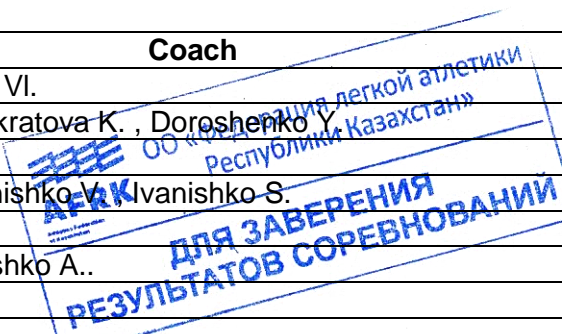 Coach
Vl.
kratova K. , Doroshenko Y.
nishko V. , Ivanishko S.
shko A..
ОО «Федерация легкой атлетики
Республики Казахстан»
AFRK
ДЛЯ ЗАВЕРЕНИЯ
РЕЗУЛЬТАТОВ СОРЕВНОВАНИЙ